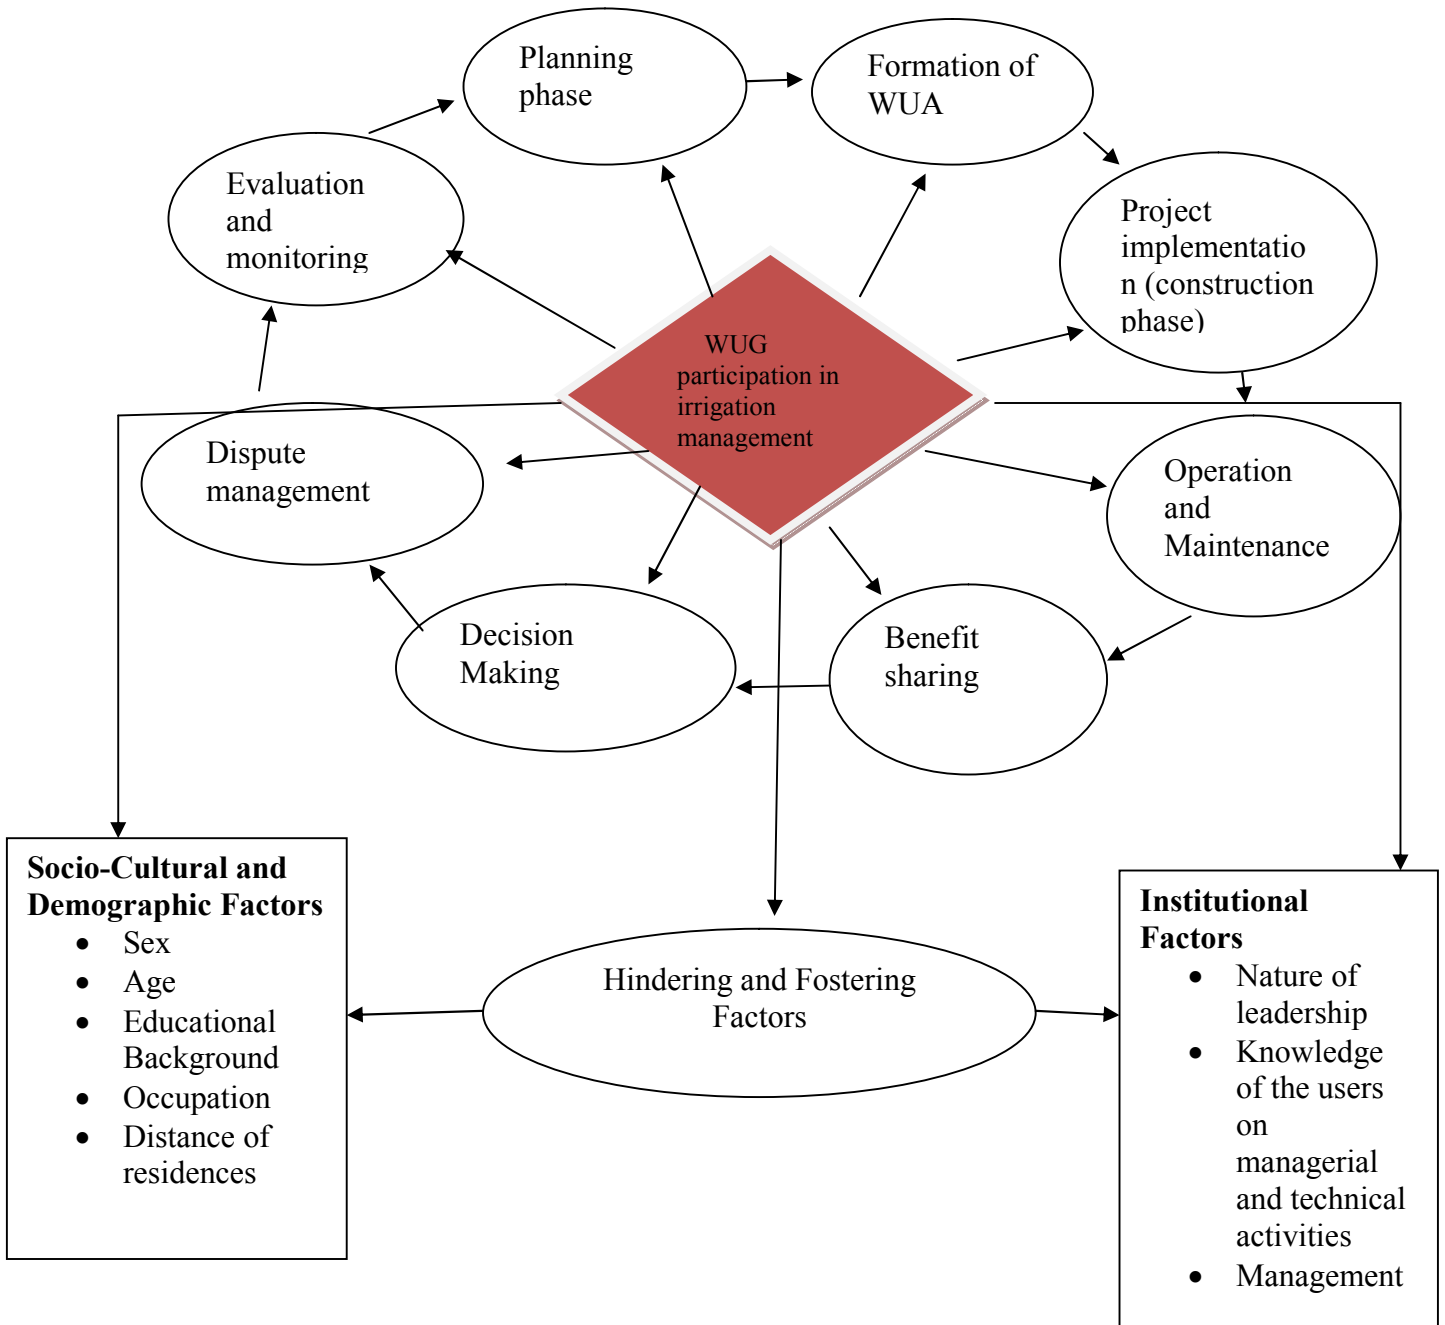 Planning
phase
Formation of
WUA
Evaluation
and
monitoring
Project
implementatio
n (construction
phase)
WUG
participation in
irrigation
management
Dispute
management
Operation
and
Maintenance
Decision
Making
Benefit
sharing
Socio-Cultural and
Demographic Factors
• Sex
• Age
• Educational
Background
• Occupation
• Distance of
residences
Hindering and Fostering
Factors
Institutional
Factors
• Nature of
leadership
• Knowledge
of the users
on
managerial
and technical
activities
• Management